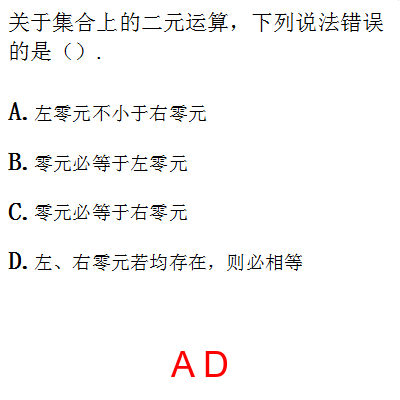 关于集合上的二元运算，下列说法错误
的是（）.
A. 左零元不小于右零元
B. 零元必等于左零元
C. 零元必等于右零元
D. 左、右零元若均存在，则必相等
A D